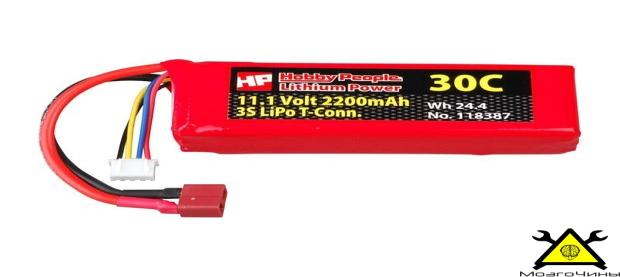 HP Hobby People
Lithium Power
11.1 Volt 2200mAh
3S LiPo T-Conn.
30C
Wh 24.4
No. 118387
МозгоЧины